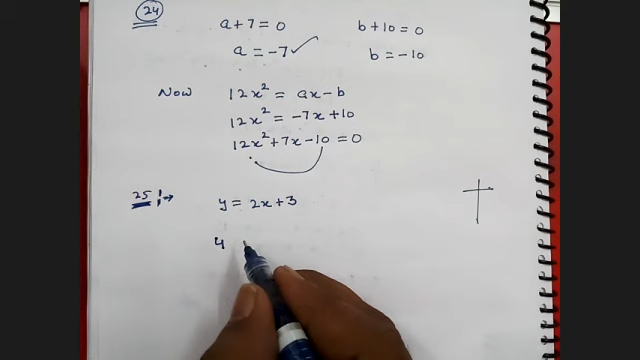 24
a + 7 = 0 b + 10 = 0
a = -7 ✓ b = -10
Now 12x² = ax - b
12x² = -7x + 10
12x² + 7x - 10 = 0
25 :→ y = 2x + 3
4